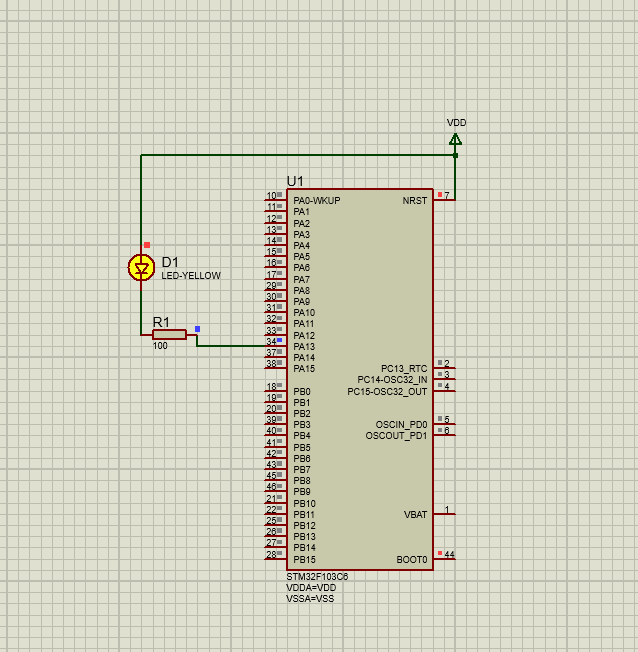 VDD
U1
10 PA0-WKUP NRST 7
11 PA1
12 PA2
13 PA3
14 PA4
15 PA5
16 PA6
17 PA7
29 PA8
30 PA9
31 PA10
32 PA11
33 PA12
34 PA13
37 PA14
38 PA15
D1
LED-YELLOW
R1
100
PC13_RTC 2
PC14-OSC32_IN 3
PC15-OSC32_OUT 4
18 PB0
19 PB1
20 PB2
39 PB3
40 PB4
41 PB5
42 PB6
43 PB7
45 PB8
46 PB9
21 PB10
22 PB11
25 PB12
26 PB13
27 PB14
28 PB15
OSCIN_PD0 5
OSCOUT_PD1 6
VBAT 1
BOOT0 44
STM32F103C6
VDDA=VDD
VSSA=VSS